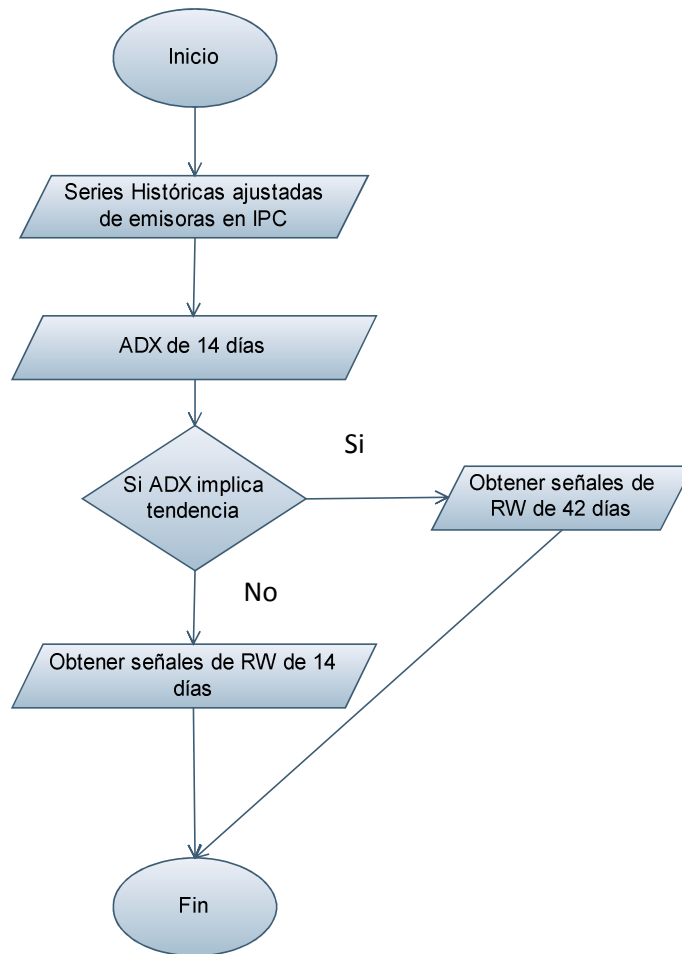 Inicio
Series Históricas ajustadas
de emisoras en IPC
ADX de 14 días
Si ADX implica
tendencia
Si
Obtener señales de
RW de 42 días
No
Obtener señales de RW de 14
días
Fin